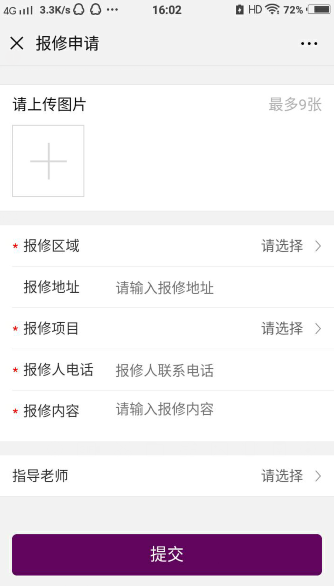 4G 3.3K/s 16:02 HD 72%
报修申请
请上传图片 最多9张
* 报修区域 请选择
报修地址 请输入报修地址
* 报修项目 请选择
* 报修人电话 报修人联系电话
* 报修内容 请输入报修内容
指导老师 请选择
提交